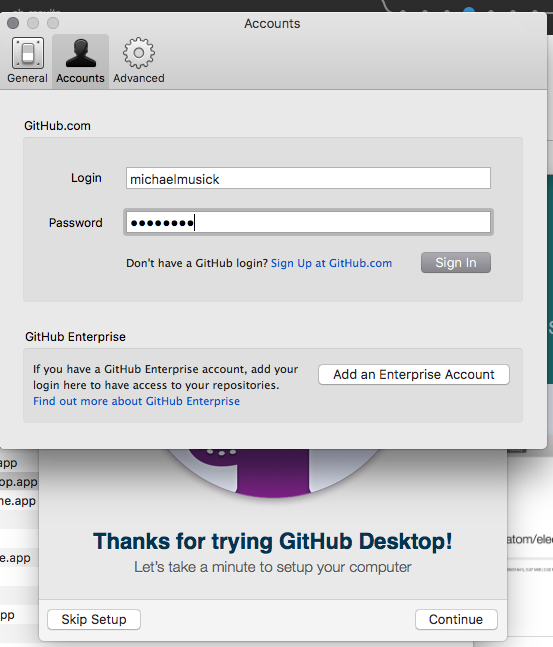 Accounts
General
Accounts
Advanced
GitHub.com
Login
michaelmusick
Password
••••••••
Don't have a GitHub login? Sign Up at GitHub.com
Sign In
GitHub Enterprise
If you have a GitHub Enterprise account, add your
login here to have access to your repositories.
Find out more about GitHub Enterprise
Add an Enterprise Account
app
op.app
ne.app
e.app
pp
Thanks for trying GitHub Desktop!
Let's take a minute to setup your computer
Skip Setup
Continue
atom/elec